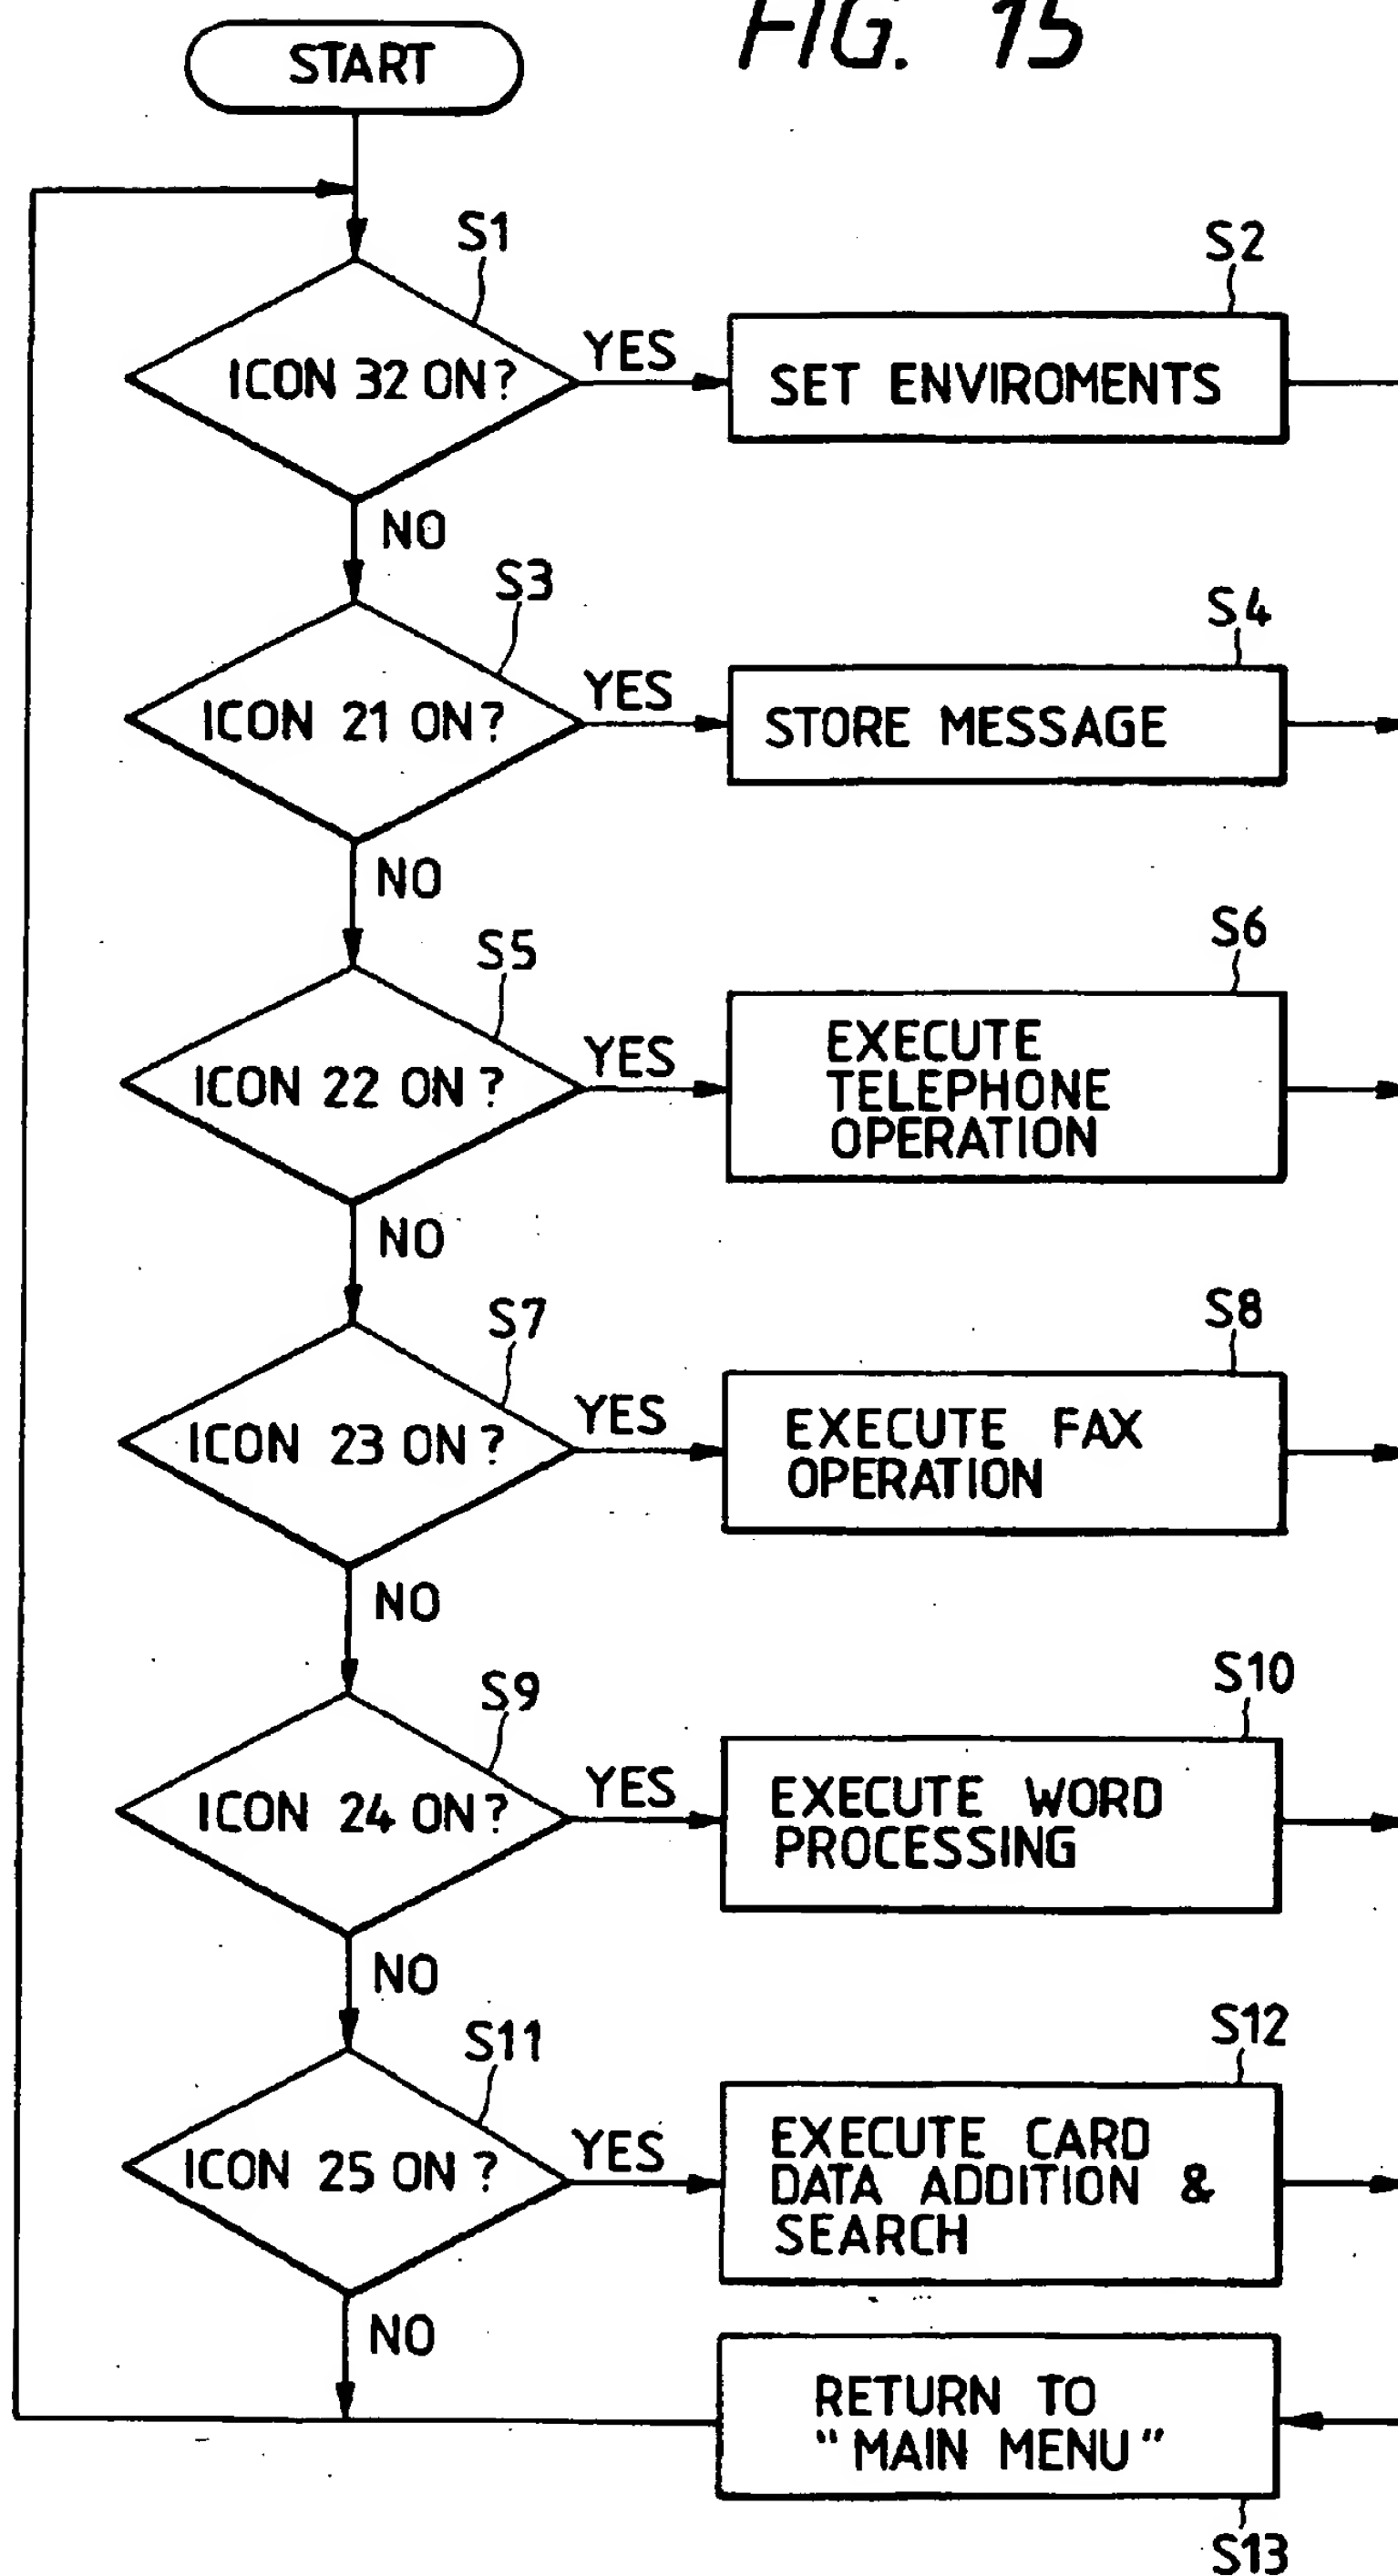 FIG. 15
START
S1
S2
ICON 32 ON?
YES
SET ENVIROMENTS
NO
S3
S4
ICON 21 ON?
YES
STORE MESSAGE
NO
S5
S6
ICON 22 ON?
YES
EXECUTE
TELEPHONE
OPERATION
NO
S7
S8
ICON 23 ON?
YES
EXECUTE FAX
OPERATION
NO
S9
S10
ICON 24 ON?
YES
EXECUTE WORD
PROCESSING
NO
S11
S12
ICON 25 ON?
YES
EXECUTE CARD
DATA ADDITION &
SEARCH
NO
RETURN TO
"MAIN MENU"
S13